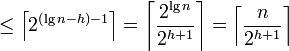 ≤ ⌈2^{(lg n−h)−1}⌉ = ⌈2^{lg n} / 2^{h+1}⌉ = ⌈n / 2^{h+1}⌉